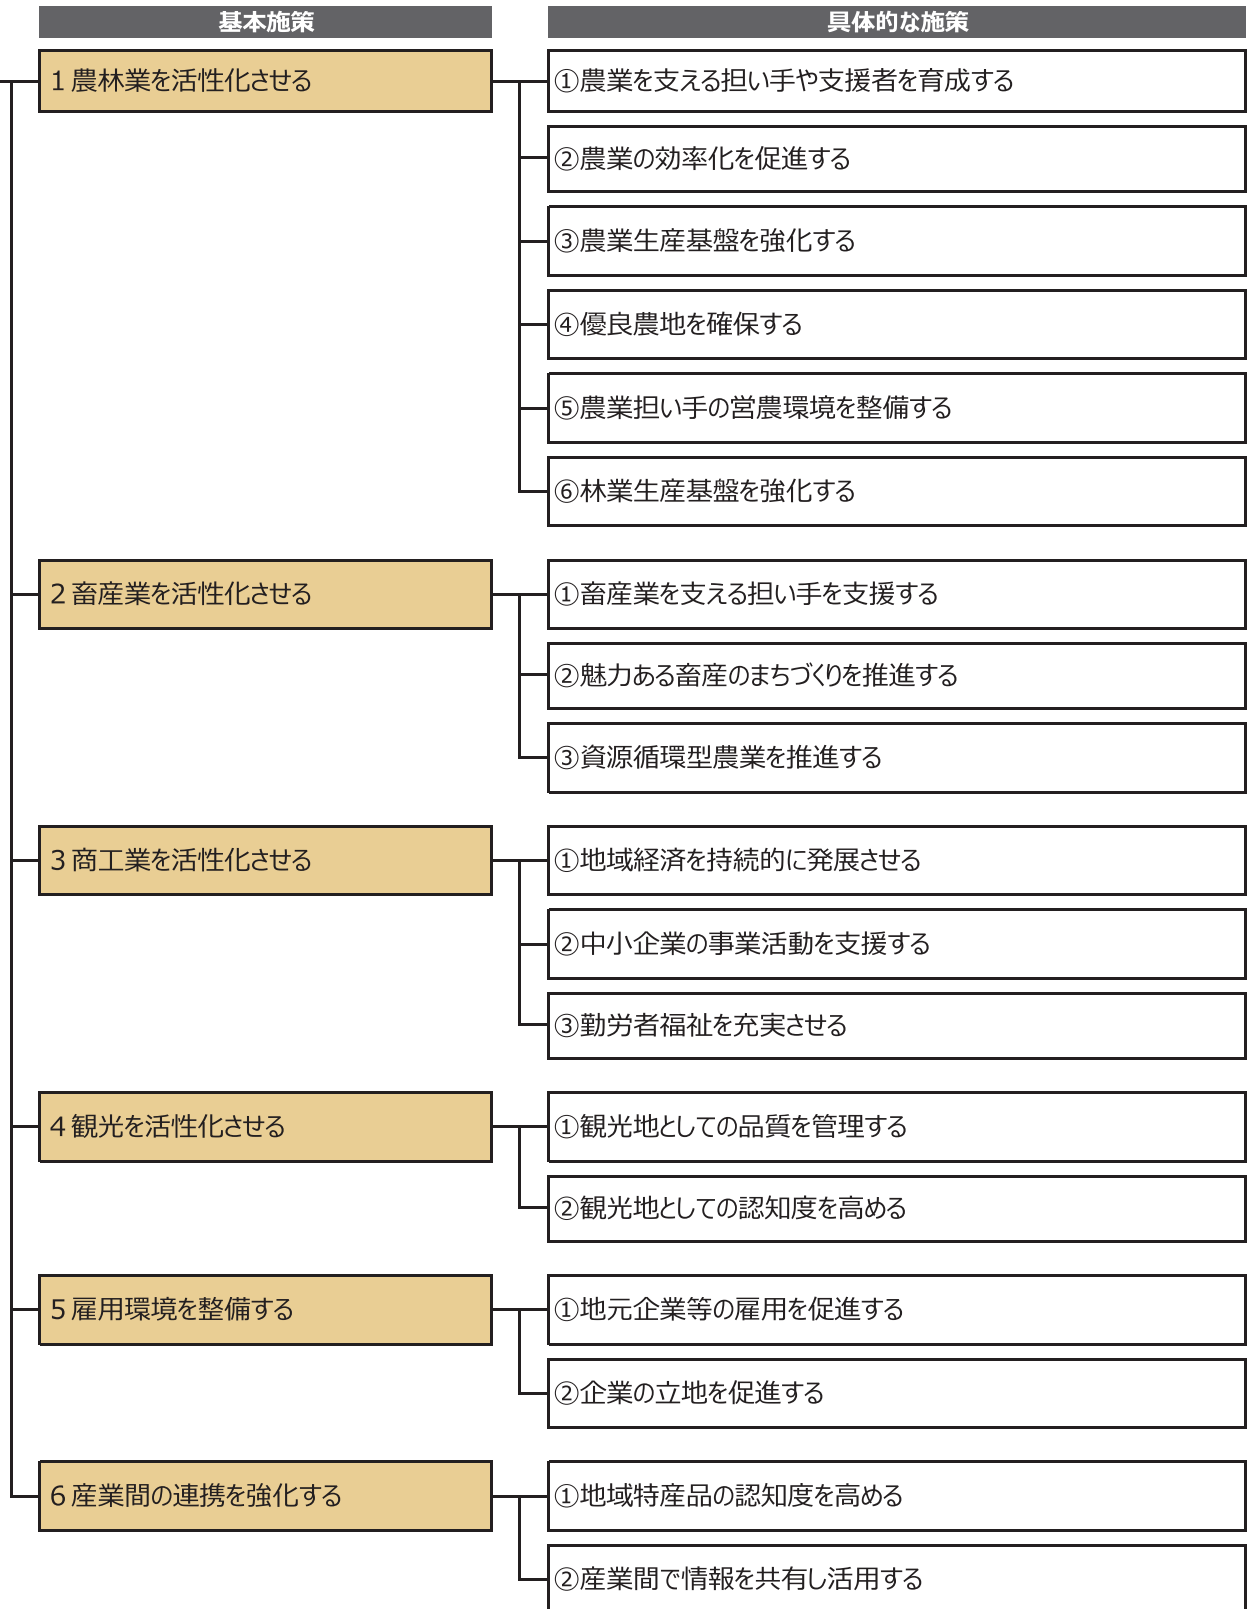 基本施策
具体的な施策
1 農林業を活性化させる
①農業を支える担い手や支援者を育成する
②農業の効率化を促進する
③農業生産基盤を強化する
④優良農地を確保する
⑤農業担い手の営農環境を整備する
⑥林業生産基盤を強化する
2 畜産業を活性化させる
①畜産業を支える担い手を支援する
②魅力ある畜産のまちづくりを推進する
③資源循環型農業を推進する
3 商工業を活性化させる
①地域経済を持続的に発展させる
②中小企業の事業活動を支援する
③勤労者福祉を充実させる
4 観光を活性化させる
①観光地としての品質を管理する
②観光地としての認知度を高める
5 雇用環境を整備する
①地元企業等の雇用を促進する
②企業の立地を促進する
6 産業間の連携を強化する
①地域特産品の認知度を高める
②産業間で情報を共有し活用する